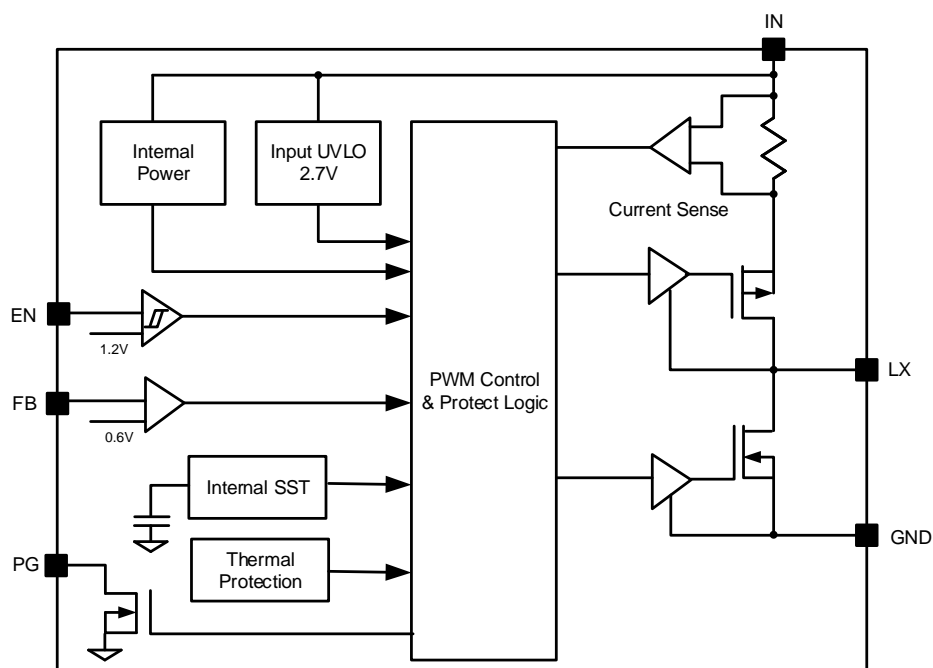 IN
Internal
Power
Input UVLO
2.7V
Current Sense
EN
1.2V
LX
PWM Control
& Protect Logic
FB
0.6V
Internal SST
GND
PG
Thermal
Protection